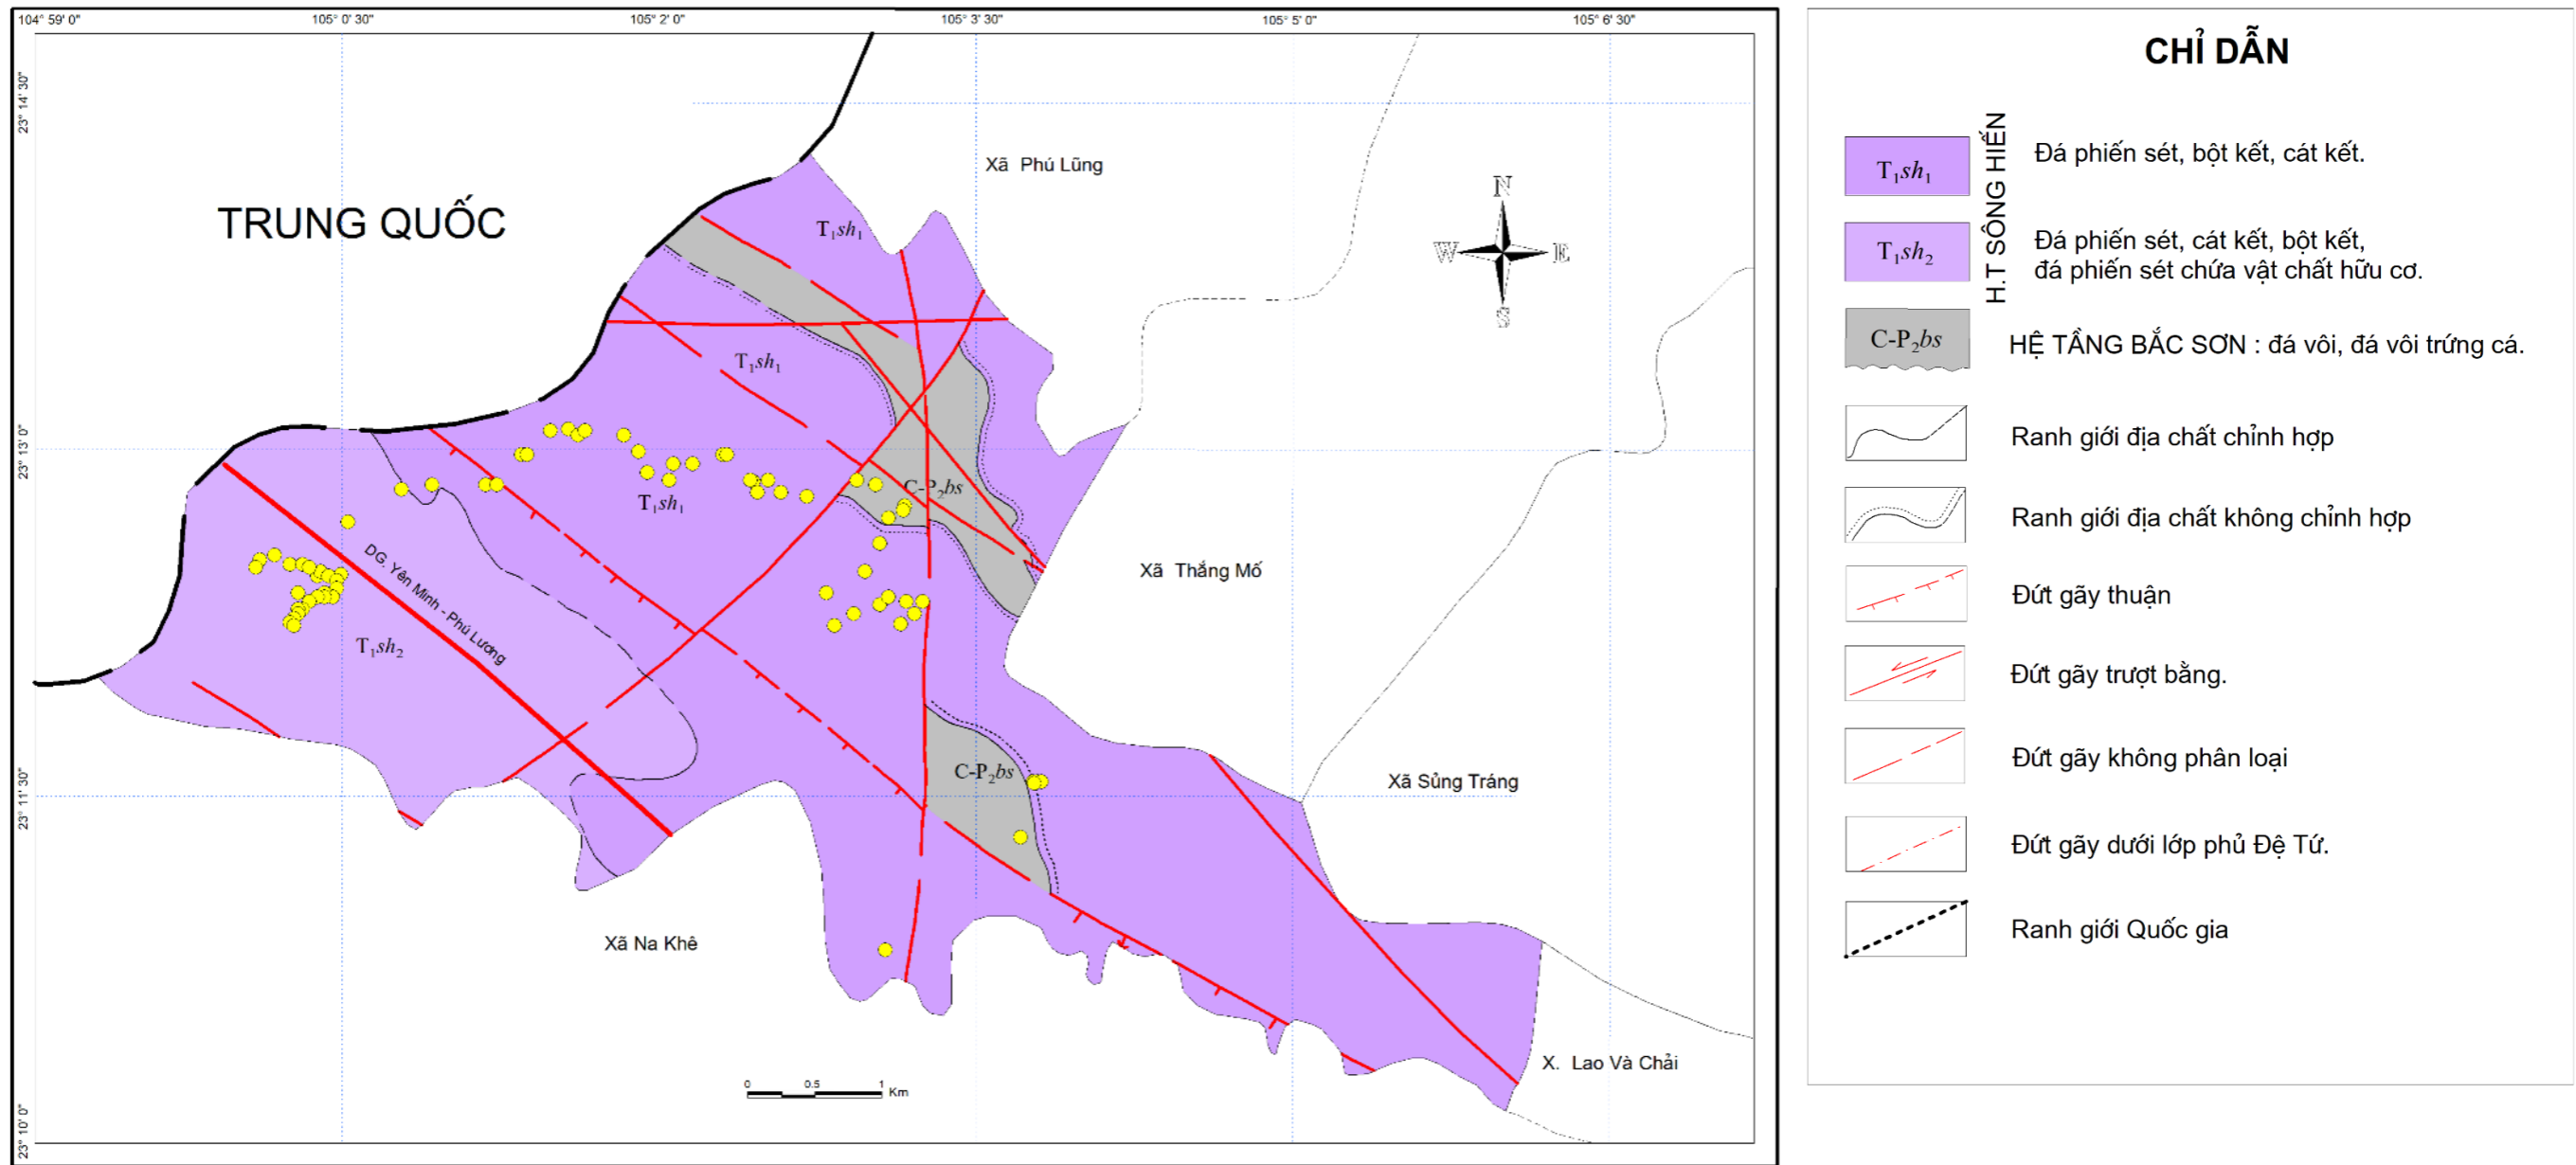 104° 59' 0"
105° 0' 30"
105° 2' 0"
105° 3' 30"
105° 5' 0"
105° 6' 30"
23° 14' 30"
23° 13' 0"
23° 11' 30"
23° 10' 0"
TRUNG QUỐC
Xã Phú Lũng
N
W
E
S
T₁sh₁
T₁sh₁
T₁sh₁
C-P₂bs
Xã Thắng Mố
ĐG. Yên Minh - Phú Lương
T₁sh₂
C-P₂bs
Xã Sủng Tráng
Xã Na Khê
X. Lao Và Chải
0 0.5 1 Km
CHỈ DẪN
H.T SÔNG HIẾN
T₁sh₁
Đá phiến sét, bột kết, cát kết.
T₁sh₂
Đá phiến sét, cát kết, bột kết,
đá phiến sét chứa vật chất hữu cơ.
C-P₂bs
HỆ TẦNG BẮC SƠN : đá vôi, đá vôi trứng cá.
Ranh giới địa chất chỉnh hợp
Ranh giới địa chất không chỉnh hợp
Đứt gãy thuận
Đứt gãy trượt bằng.
Đứt gãy không phân loại
Đứt gãy dưới lớp phủ Đệ Tứ.
Ranh giới Quốc gia